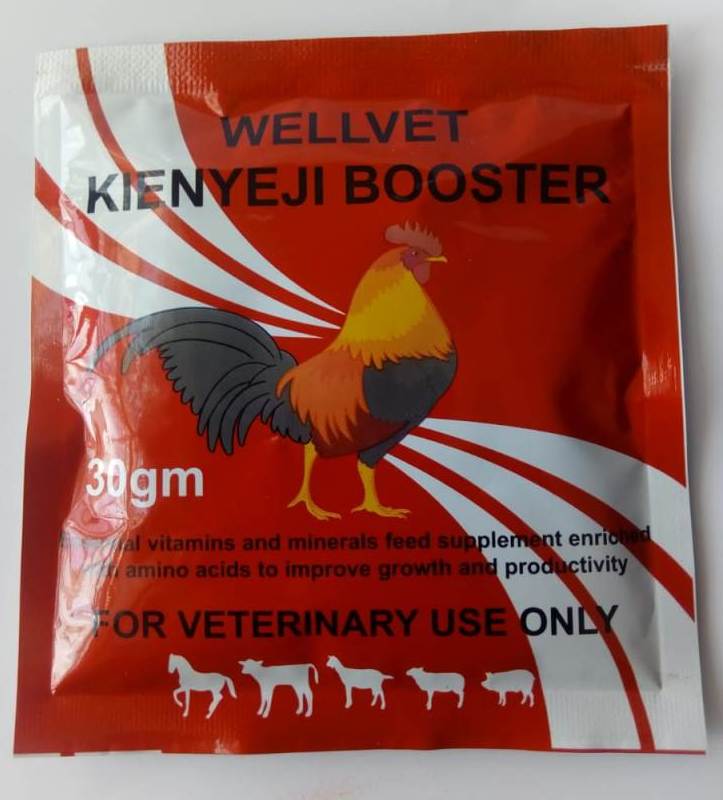 WELLVET
KIENYEJI BOOSTER
30gm
vitamins and minerals feed supplement enriched
amino acids to improve growth and productivity
FOR VETERINARY USE ONLY